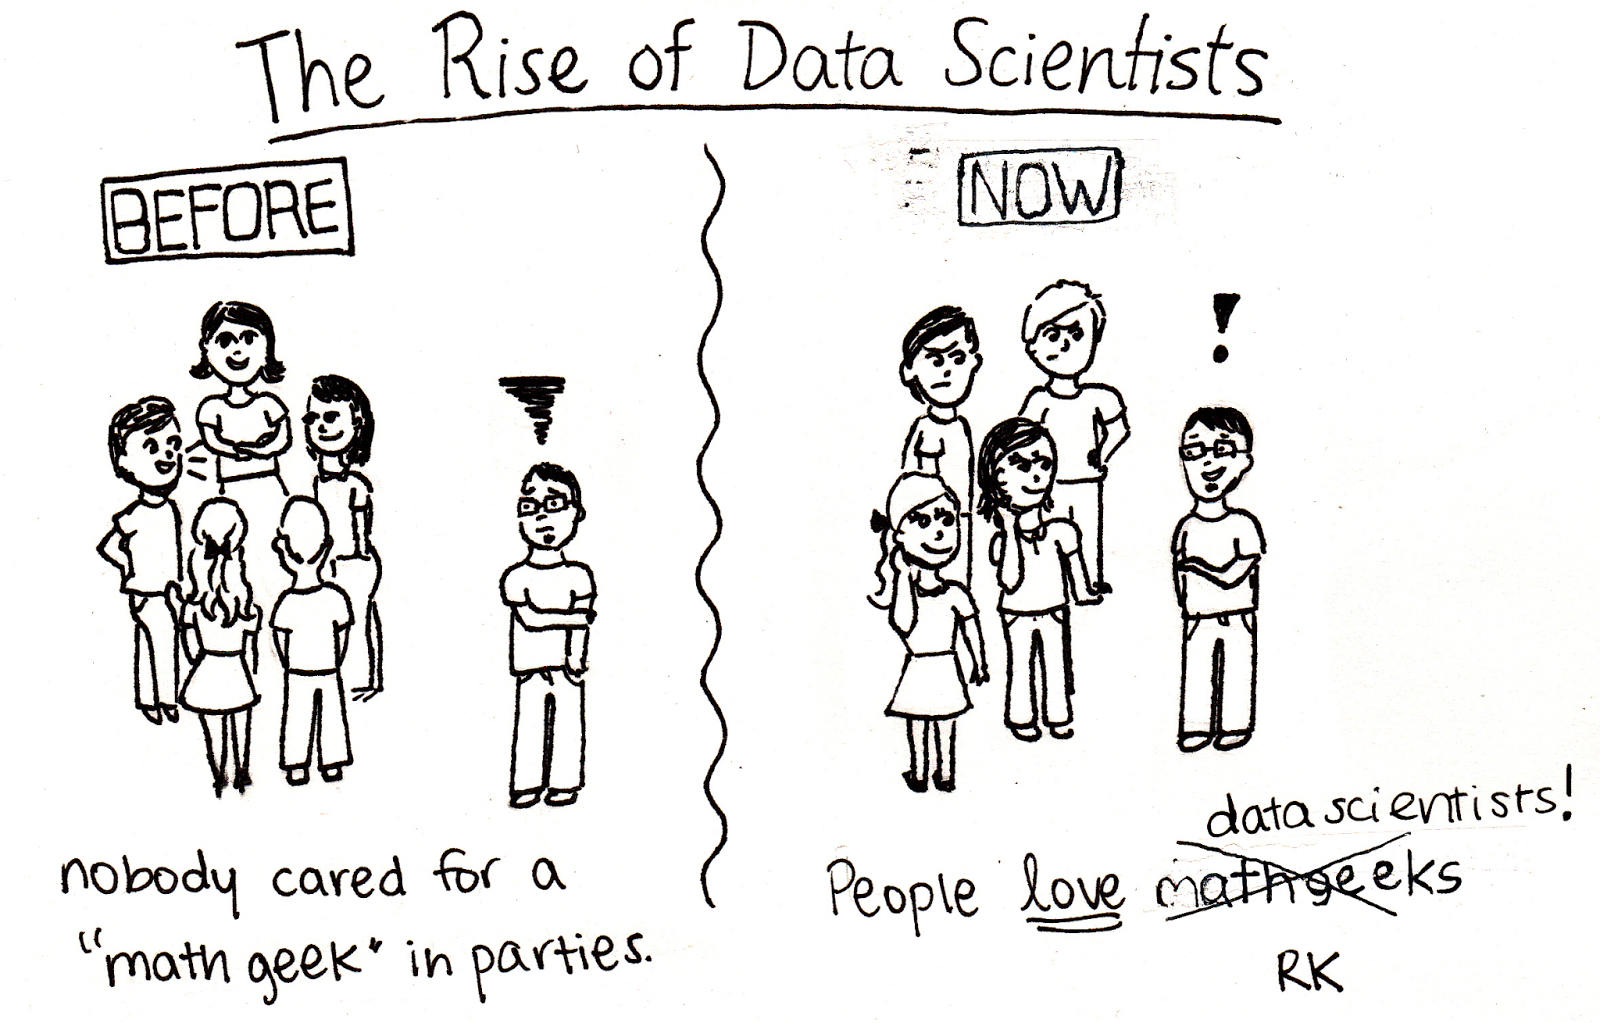 The Rise of Data Scientists
BEFORE
nobody cared for a
"math geek" in parties.
NOW
data scientists!
People love math geeks
RK